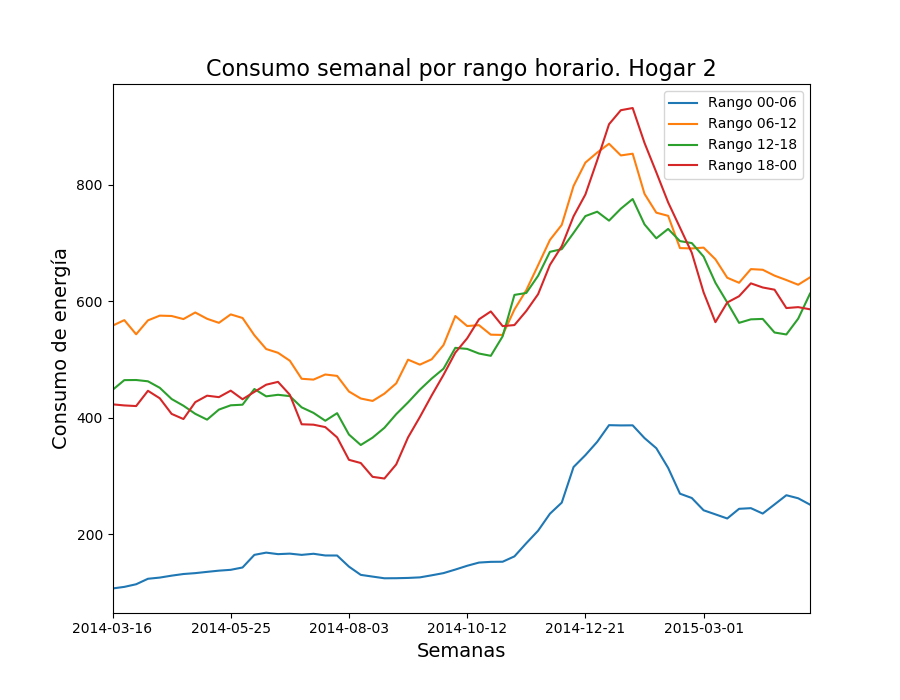 Consumo semanal por rango horario. Hogar 2
Rango 00-06
Rango 06-12
Rango 12-18
Rango 18-00
Consumo de energía
800
600
400
200
2014-03-16
2014-05-25
2014-08-03
2014-10-12
2014-12-21
2015-03-01
Semanas